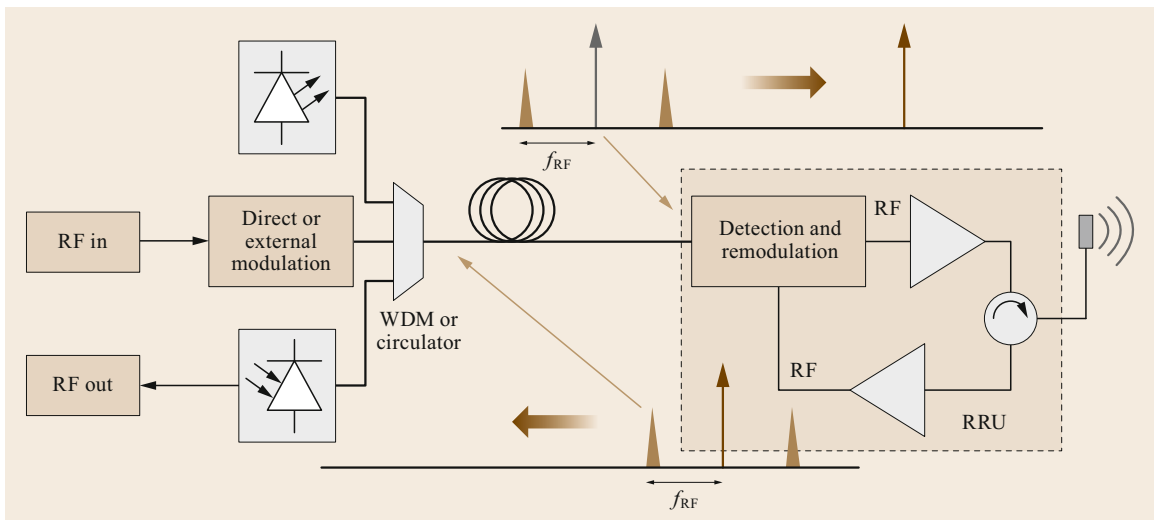 f_RF
RF in
Direct or
external
modulation
WDM or
circulator
Detection and
remodulation
RF
RF
RRU
RF out
f_RF